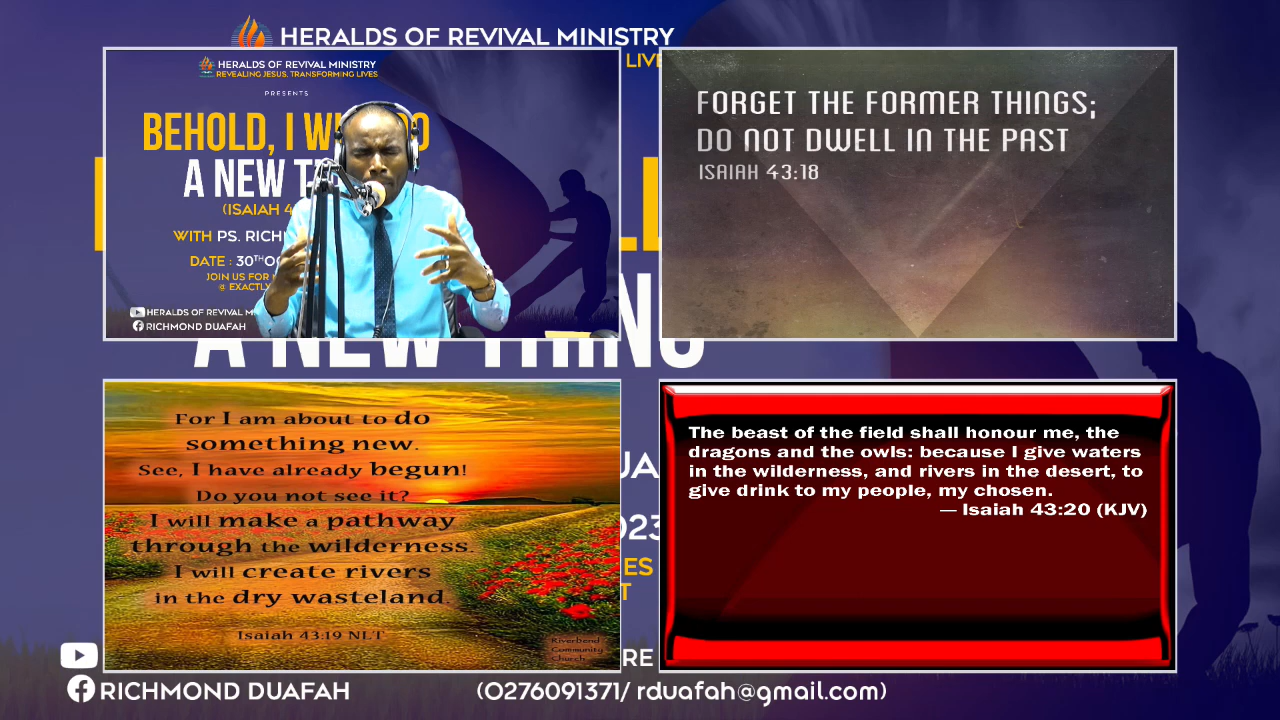 HERALDS OF REVIVAL MINISTRY
LIVE
HERALDS OF REVIVAL MINISTRY
REVEALING JESUS, TRANSFORMING LIVES
PRESENTS
BEHOLD, I
A NEW
(ISAIAH
WITH PS.
DATE : 30TH
JOIN US FOR
@ EXACTLY
HERALDS OF REVIVAL
RICHMOND DUAFAH
FORGET THE FORMER THINGS;
DO NOT DWELL IN THE PAST
ISAIAH 43:18
A NEW THING
For I am about to do
something new.
See, I have already begun!
Do you not see it?
I will make a pathway
through the wilderness.
I will create rivers
in the dry wasteland.
Isaiah 43:19 NLT
Riverbend
Community
Church
The beast of the field shall honour me, the
dragons and the owls: because I give waters
in the wilderness, and rivers in the desert, to
give drink to my people, my chosen.
— Isaiah 43:20 (KJV)
RICHMOND DUAFAH
(0276091371/ rduafah@gmail.com)